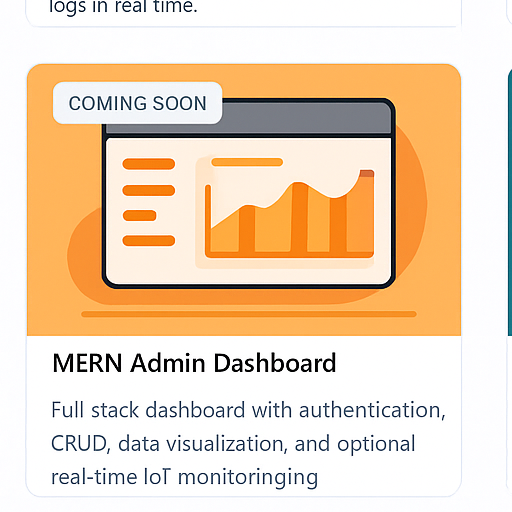 logs in real time.
COMING SOON
MERN Admin Dashboard
Full stack dashboard with authentication,
CRUD, data visualization, and optional
real-time IoT monitoringing